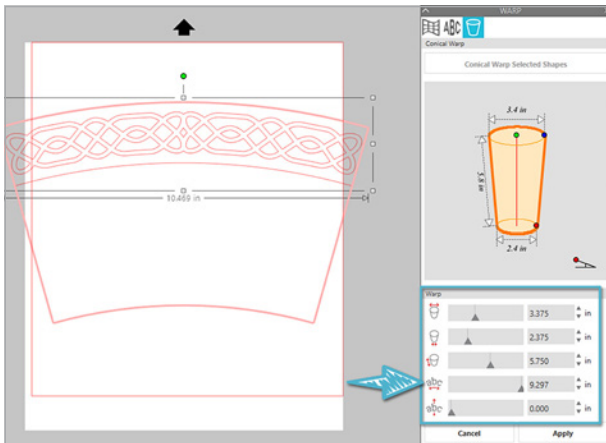 WARP
ABC
Conical Warp
Conical Warp Selected Shapes
3.4 in
5.8 in
2.4 in
10.469 in
Warp
3.375 in
2.375 in
5.750 in
abc 9.297 in
abc 0.000 in
Cancel Apply